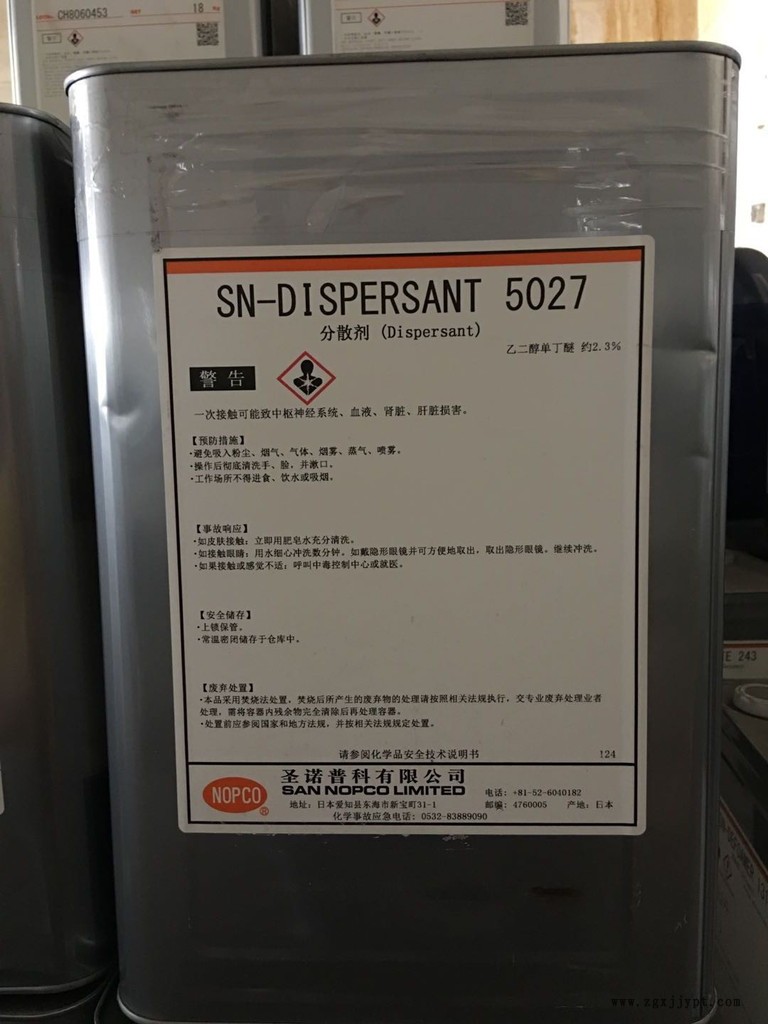 CH8060453
18 Kg
SN-DISPERSANT 5027
分散剂 (Dispersant)
乙二醇单丁醚 约2.3%
警告
一次接触可能致中枢神经系统、血液、肾脏、肝脏损害。
【预防措施】
·避免吸入粉尘、烟气、气体、烟雾、蒸气、喷雾。
·操作后彻底清洗手、脸，并漱口。
·工作场所不得进食、饮水或吸烟。
【事故响应】
·如皮肤接触：立即用肥皂水充分清洗。
·如接触眼睛：用水细心冲洗数分钟。如戴隐形眼镜并可方便地取出，取出隐形眼镜。继续冲洗。
·如果接触或感觉不适：呼叫中毒控制中心或就医。
【安全储存】
·上锁保管。
·常温密闭储存于仓库中。
【废弃处置】
·本品采用焚烧法处置，焚烧后所产生的废弃物的处理请按照相关法规执行，交专业废弃处理业者
处理，需将容器内残余物完全清除后再处理容器。
·处置前应参阅国家和地方法规，并按相关法规规定处置。
请参阅化学品安全技术说明书
124
NOPCO
®
圣诺普科有限公司
SAN NOPCO LIMITED
电话：+81-52-6040182
地址：日本爱知县东海市新宝町31-1
邮编：4760005
产地：日本
化学事故应急电话：0532-83889090
E 243
www.zgxjjypt.com